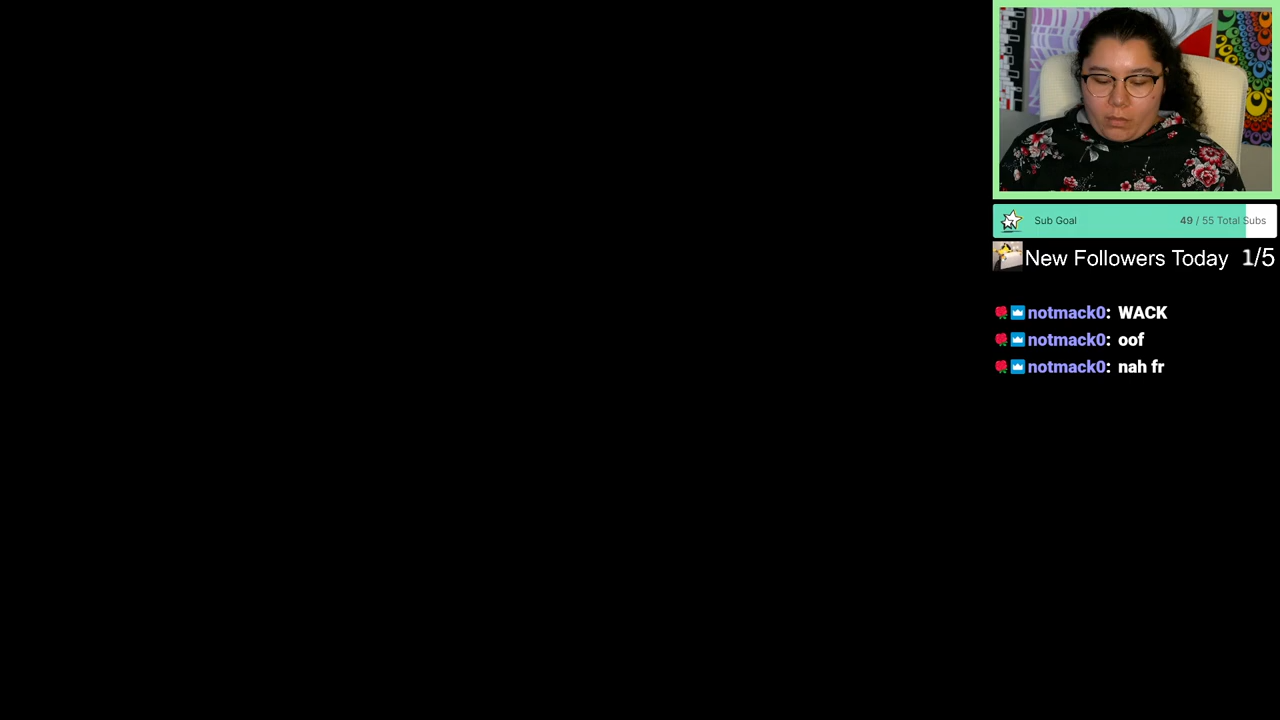 Sub Goal 49 / 55 Total Subs
New Followers Today 1/5
notmack0: WACK
notmack0: oof
notmack0: nah fr